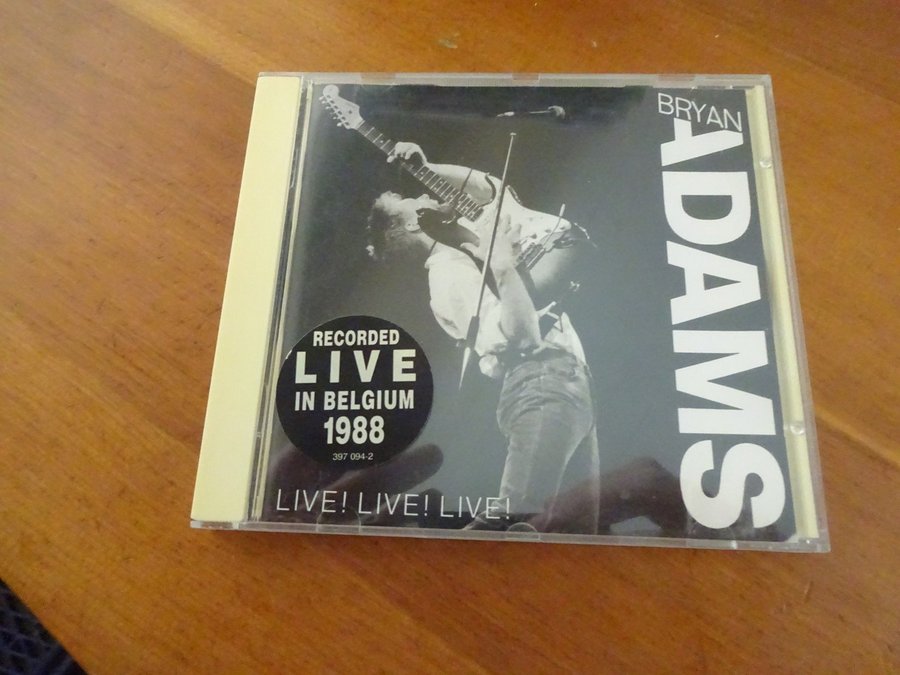 BRYAN
ADAMS
RECORDED
LIVE
IN BELGIUM
1988
397 094-2
LIVE! LIVE! LIVE!